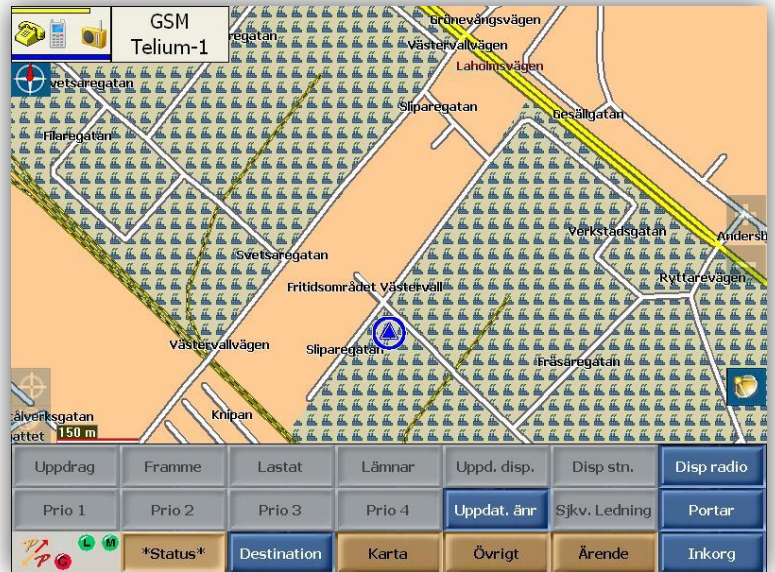 GSM
Telium-1
Grönevångsvägen
egatan
Västervallvägen
Laholmsvägen
vetsaregatan
Sliparegatan
Gesällgatan
Filaregatan
Verkstadsgatan
Andersb
Svetsaregatan
Ryttarevägen
Fritidsområdet Västervall
Västervallvägen
Sliparegatan
Fräsaregatan
Knipan
tålverksgatan
attet
150 m
Uppdrag
Framme
Lastat
Lämnar
Uppd. disp.
Disp stn.
Disp radio
Prio 1
Prio 2
Prio 3
Prio 4
Uppdat. änr
Sjkv. Ledning
Portar
P
P
G
L
M
*Status*
Destination
Karta
Övrigt
Ärende
Inkorg